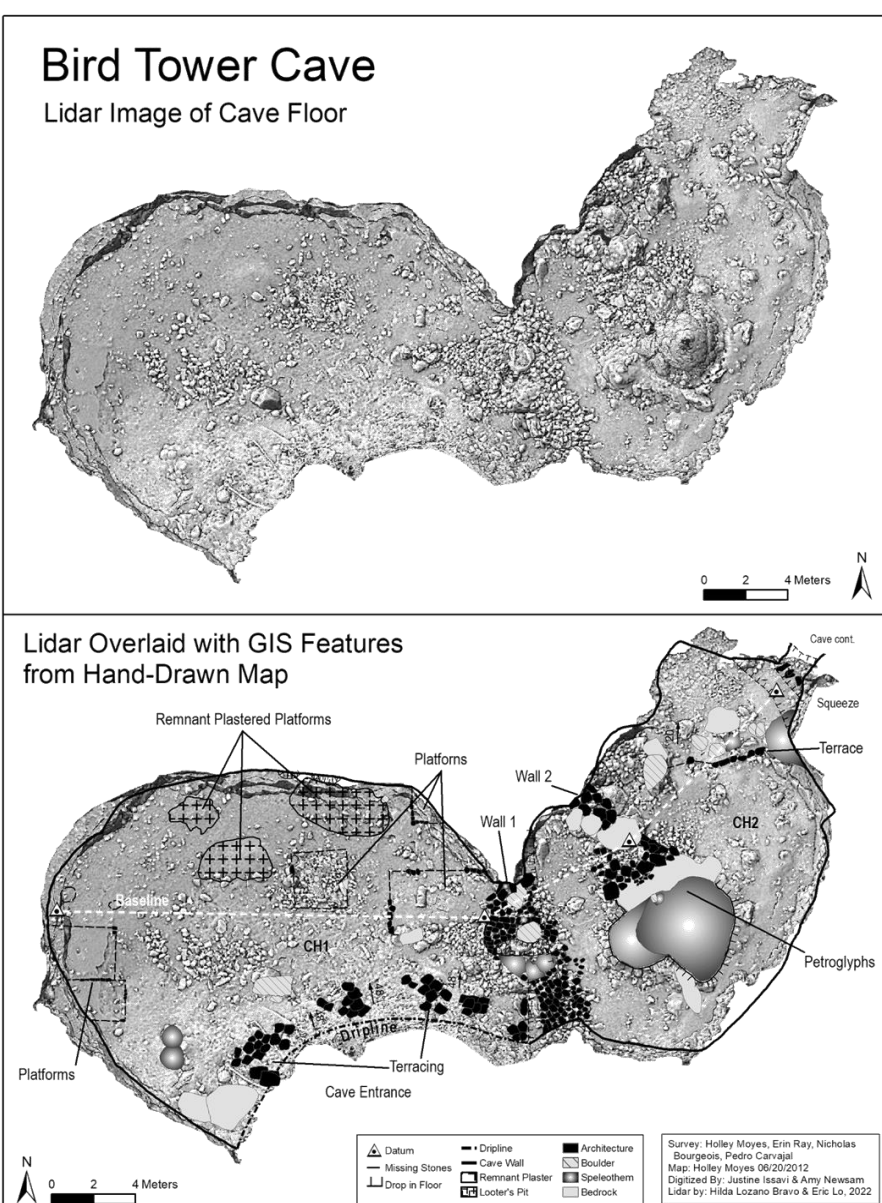 Bird Tower Cave
Lidar Image of Cave Floor
N
0 2 4 Meters
Lidar Overlaid with GIS Features
from Hand-Drawn Map
Cave cont.
Remnant Plastered Platforms
Squeeze
Platforns
Terrace
Wall 2
Wall 1
CH2
Baseline
CH1
Petroglyphs
Dripline
Platforms
Terracing
Cave Entrance
N
0 2 4 Meters
Datum
Missing Stones
Drop in Floor
Dripline
Cave Wall
Remnant Plaster
Looter's Pit
Architecture
Boulder
Speleothem
Bedrock
Survey: Holley Moyes, Erin Ray, Nicholas
Bourgeois, Pedro Carvajal
Map: Holley Moyes 06/20/2012
Digitized By: Justine Issavi & Amy Newsam
Lidar by: Hilda Lozano Bravo & Eric Lo, 2022